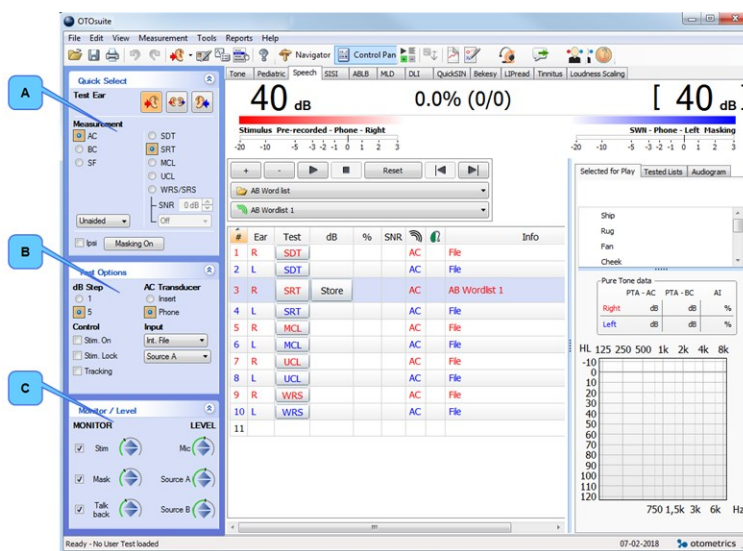 OTOsuite
File Edit View Measurement Tools Reports Help
Navigator Control Pan
Tone Pediatric Speech SISI ABLB MLD DLI QuickSIN Bekesy LIPread Tinnitus Loudness Scaling
A
B
C
Quick Select
Test Ear
Measurement
AC SDT
BC SRT
SF MCL
UCL
WRS/SRS
SNR 0 dB
Unaided Off
Ipsi Masking On
Test Options
dB Step AC Transducer
1 Insert
5 Phone
Control Input
Stim. On Int. File
Stim. Lock Source A
Tracking
Monitor / Level
MONITOR LEVEL
Stim Mic
Mask Source A
Talk back Source B
40 dB 0.0% (0/0) [ 40 dB ]
Stimulus Pre-recorded - Phone - Right SWN - Phone - Left Masking
-20 -10 -5 -3 -2 -1 0 1 2 3 -20 -10 -5 -3 -2 -1 0 1 2 3
+ - Reset
AB Word list
AB Wordlist 1
# Ear Test dB % SNR Info
1 R SDT AC File
2 L SDT AC File
3 R SRT Store AC AB Wordlist 1
4 L SRT AC File
5 R MCL AC File
6 L MCL AC File
7 R UCL AC File
8 L UCL AC File
9 R WRS AC File
10 L WRS AC File
11
Selected for Play Tested Lists Audiogram
Ship
Rug
Fan
Cheek
Pure Tone data
PTA - AC PTA - BC AI
Right dB dB %
Left dB dB %
HL 125 250 500 1k 2k 4k 8k
-10
0
10
20
30
40
50
60
70
80
90
100
110
120
750 1,5k 3k 6k Hz
Ready - No User Test loaded 07-02-2018 otometrics